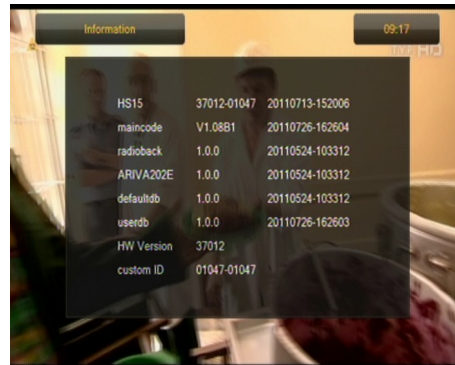 Information 09:17
HS15 37012-01047 20110713-152006
maincode V1.08B1 20110726-162604
radioback 1.0.0 20110524-103312
ARIVA202E 1.0.0 20110524-103312
defaultdb 1.0.0 20110524-103312
userdb 1.0.0 20110726-162603
HW Version 37012
custom ID 01047-01047